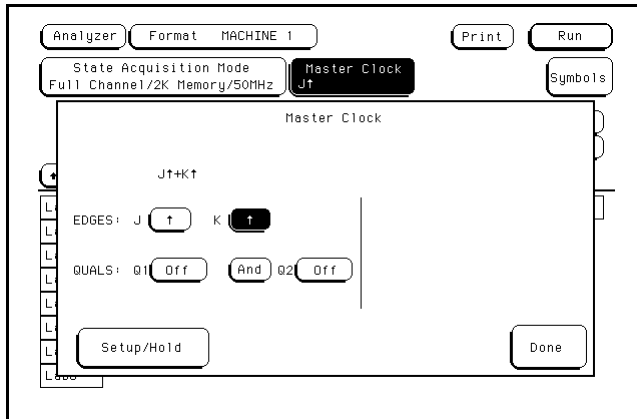 Analyzer Format MACHINE 1 Print Run
State Acquisition Mode
Full Channel/2K Memory/50MHz
Master Clock
J↑
Symbols
Master Clock
J↑+K↑
EDGES: J ↑ K ↑
QUALS: Q1 Off And Q2 Off
Setup/Hold
Done